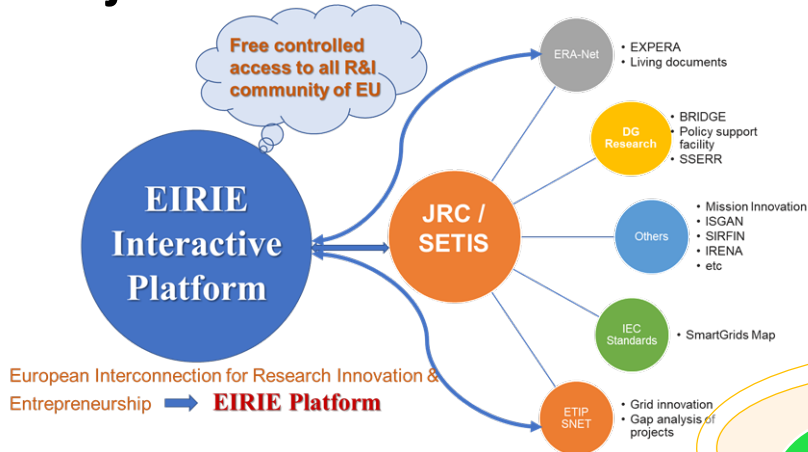 Free controlled
access to all R&I
community of EU
EIRIE
Interactive
Platform
JRC /
SETIS
ERA-Net
• EXPERA
• Living documents
DG
Research
• BRIDGE
• Policy support
facility
• SSERR
Others
• Mission Innovation
• ISGAN
• SIRFIN
• IRENA
• etc
IEC
Standards
• SmartGrids Map
ETIP
SNET
• Grid innovation
• Gap analysis of
projects
European Interconnection for Research Innovation &
Entrepreneurship EIRIE Platform